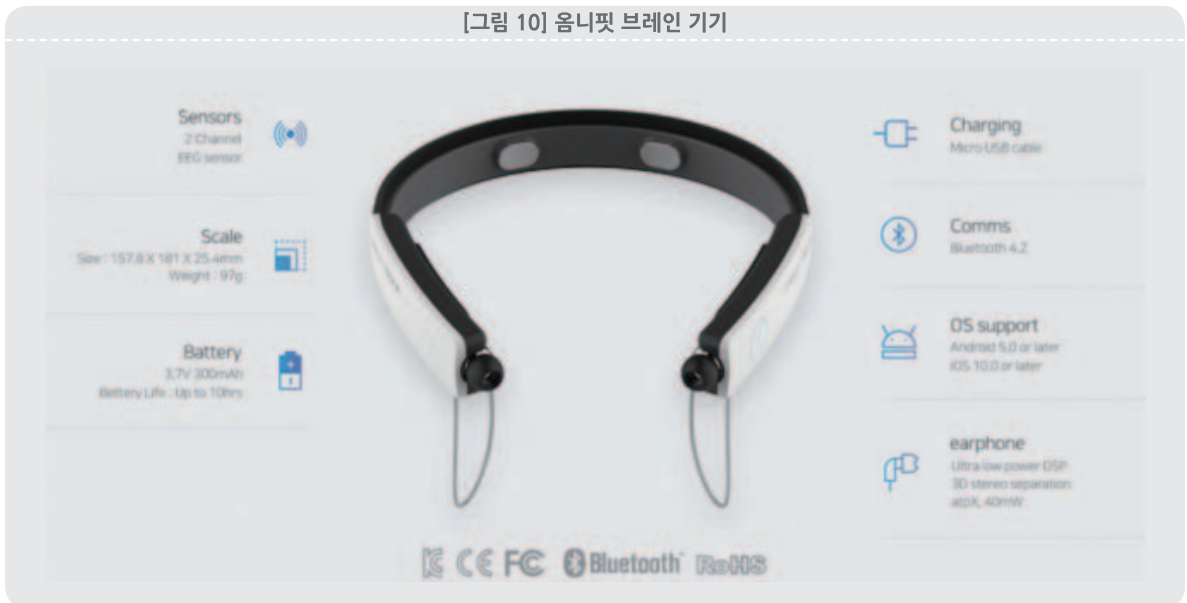 [그림 10] 옴니핏 브레인 기기
Sensors
2 Channel
EEG sensor
Scale
Size : 157.8 X 181 X 25.4mm
Weight : 97g
Battery
3.7V 300mAh
Bettery Life : Up to 10hrs
Charging
Micro USB cable
Comms
Bluetooth 4.2
OS support
Android 5.0 or later
iOS 10.0 or later
earphone
Ultra low power DSP
3D stereo separation
atpX, 40mW
CE FC Bluetooth RoHS